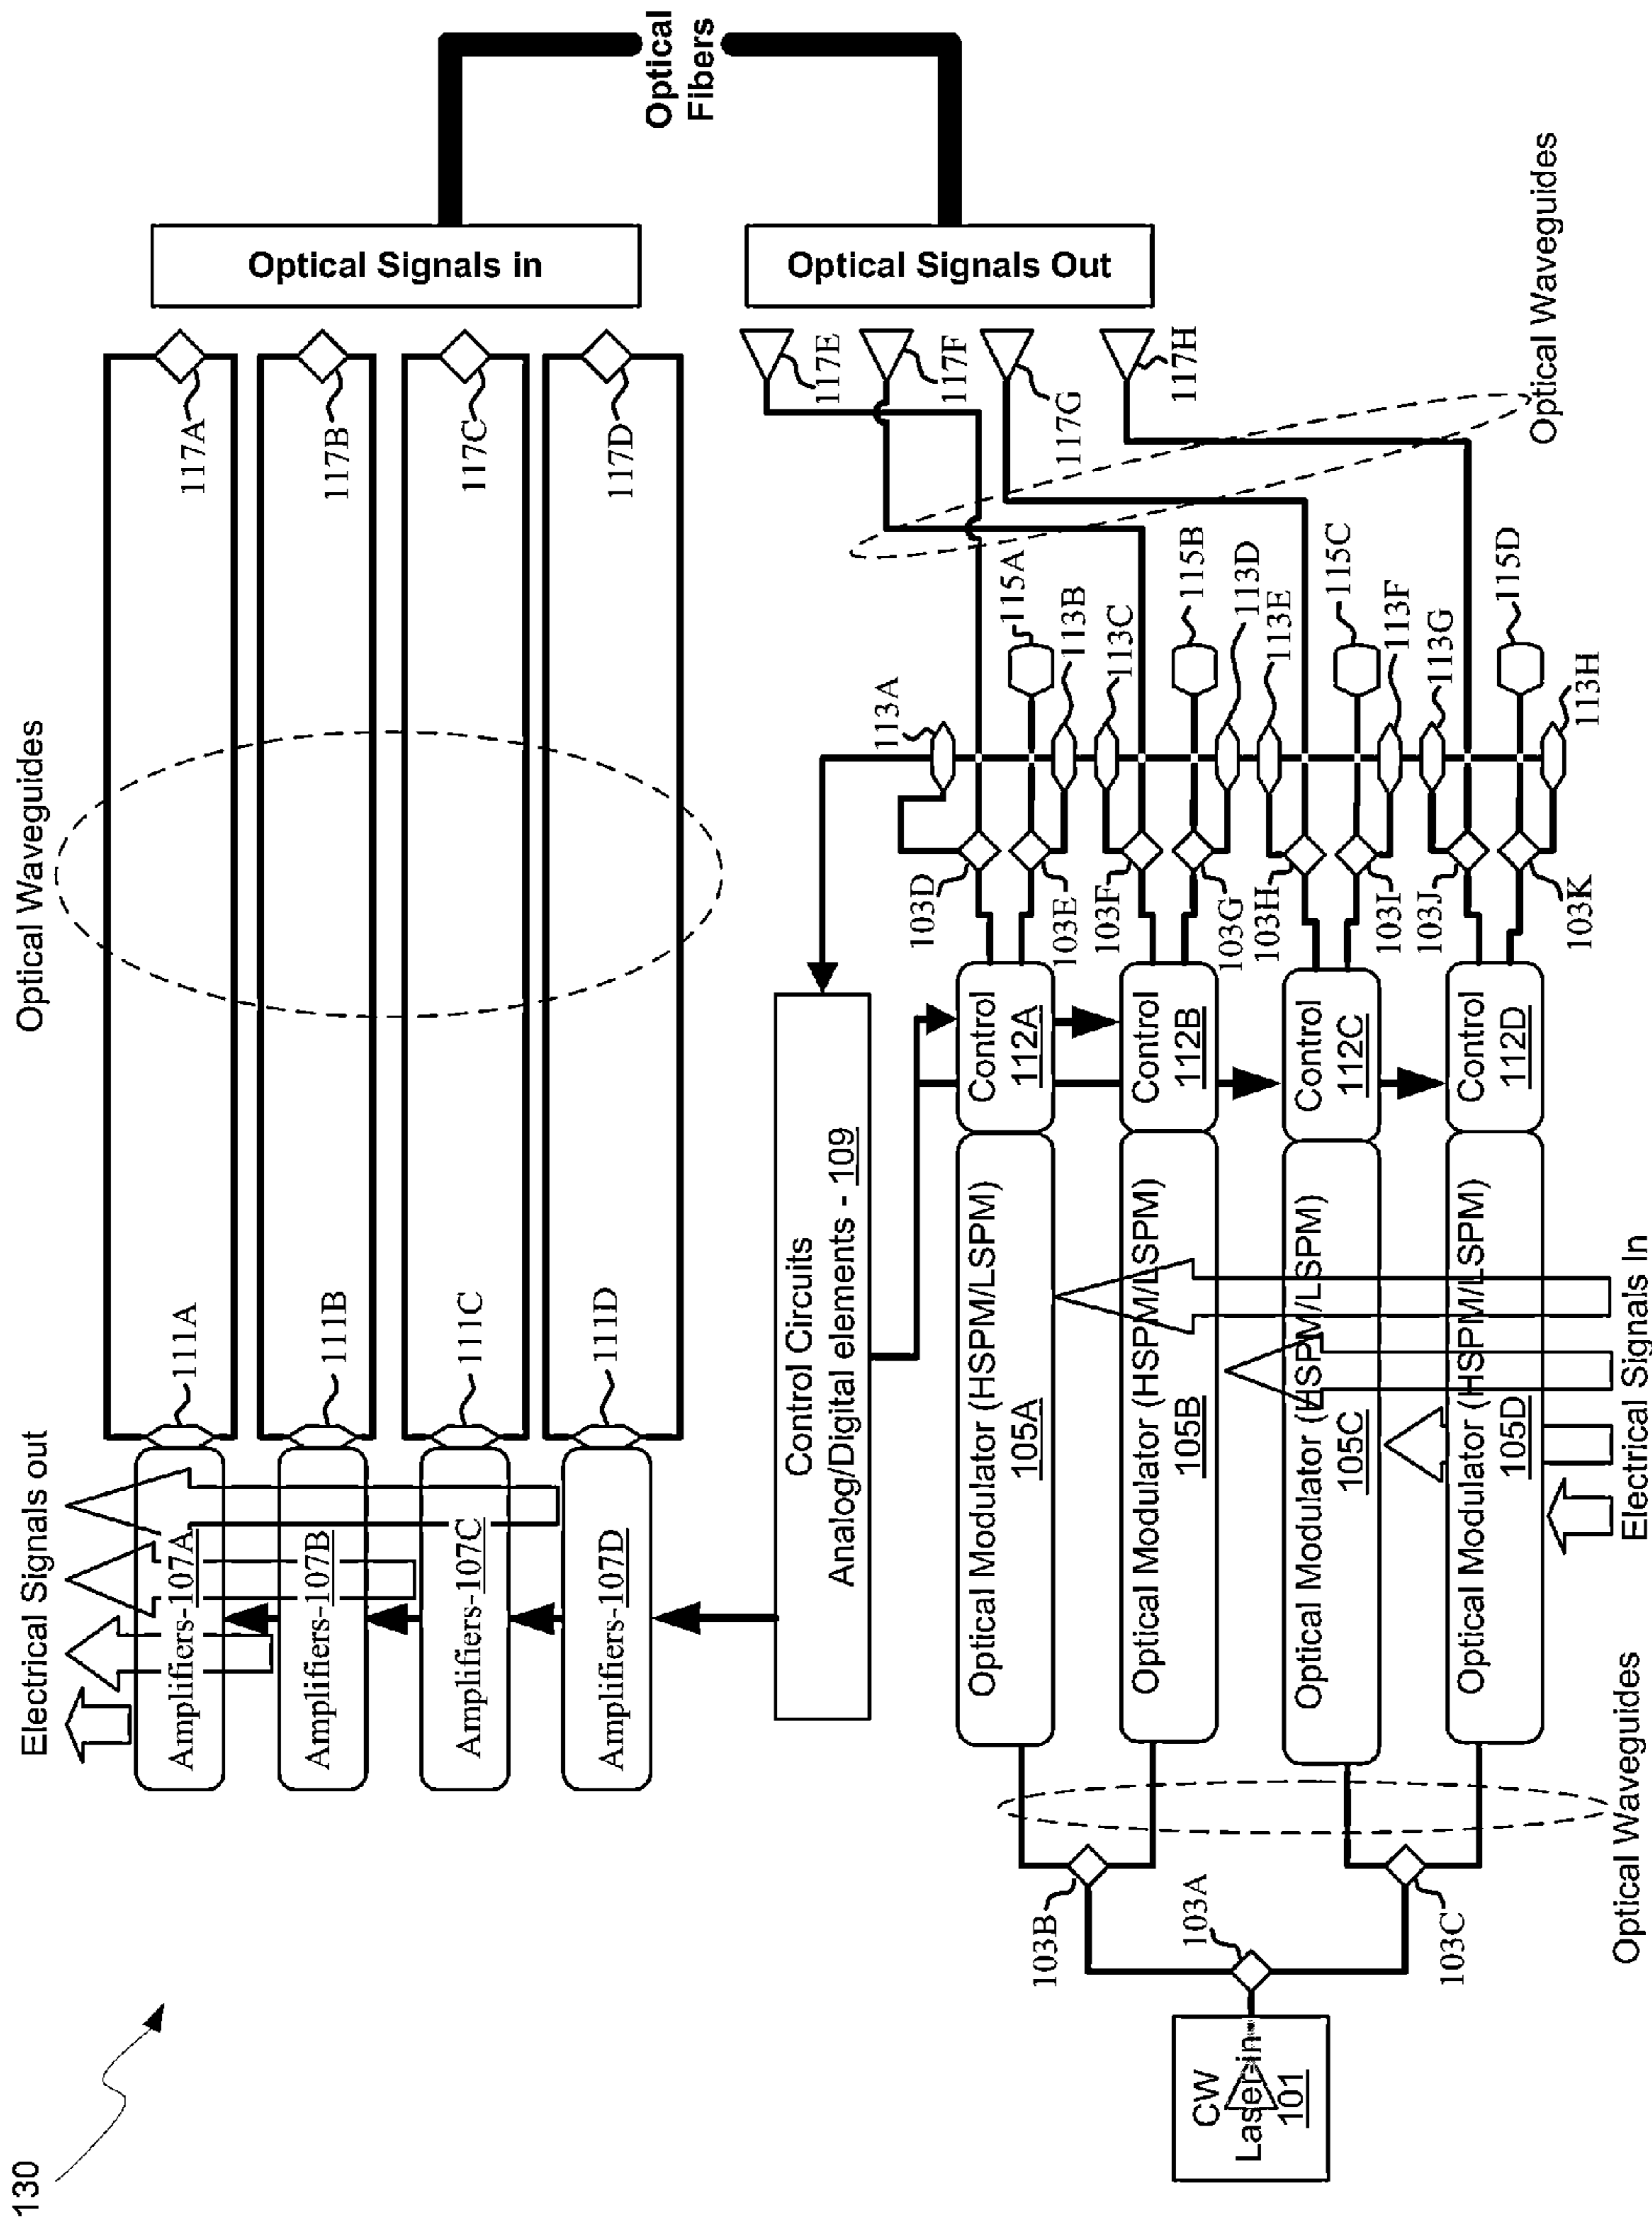 130
Electrical Signals out
Optical Waveguides
Amplifiers-107A
Amplifiers-107B
Amplifiers-107C
Amplifiers-107D
111A
111B
111C
111D
117A
117B
117C
117D
Optical Signals in
Optical
Fibers
Optical Signals Out
117E
117F
1117G
117H
Optical Waveguides
Control Circuits
Analog/Digital elements - 109
CW
Laser-in
101
103A
103B
103C
Optical Waveguides
Optical Modulator (HSPM/LSPM)
105A
Optical Modulator (HSPM/LSPM)
105B
Optical Modulator (HSPM/LSPM)
105C
Optical Modulator (HSPM/LSPM)
105D
Electrical Signals In
Control
112A
Control
112B
Control
112C
Control
112D
103D
103E
103F
103G
103H
103I
103J
103K
113A
115A
113B
113C
115B
113D
113E
115C
113F
113G
115D
113H